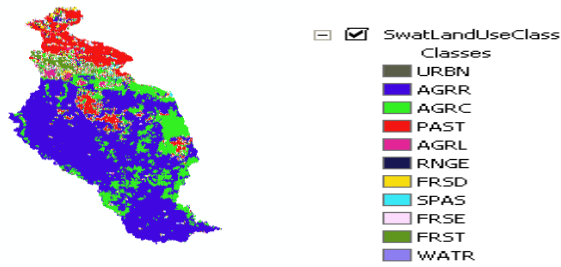 SwatLandUseClass
Classes
URBN
AGRR
AGRC
PAST
AGRL
RNGE
FRSD
SPAS
FRSE
FRST
WATR